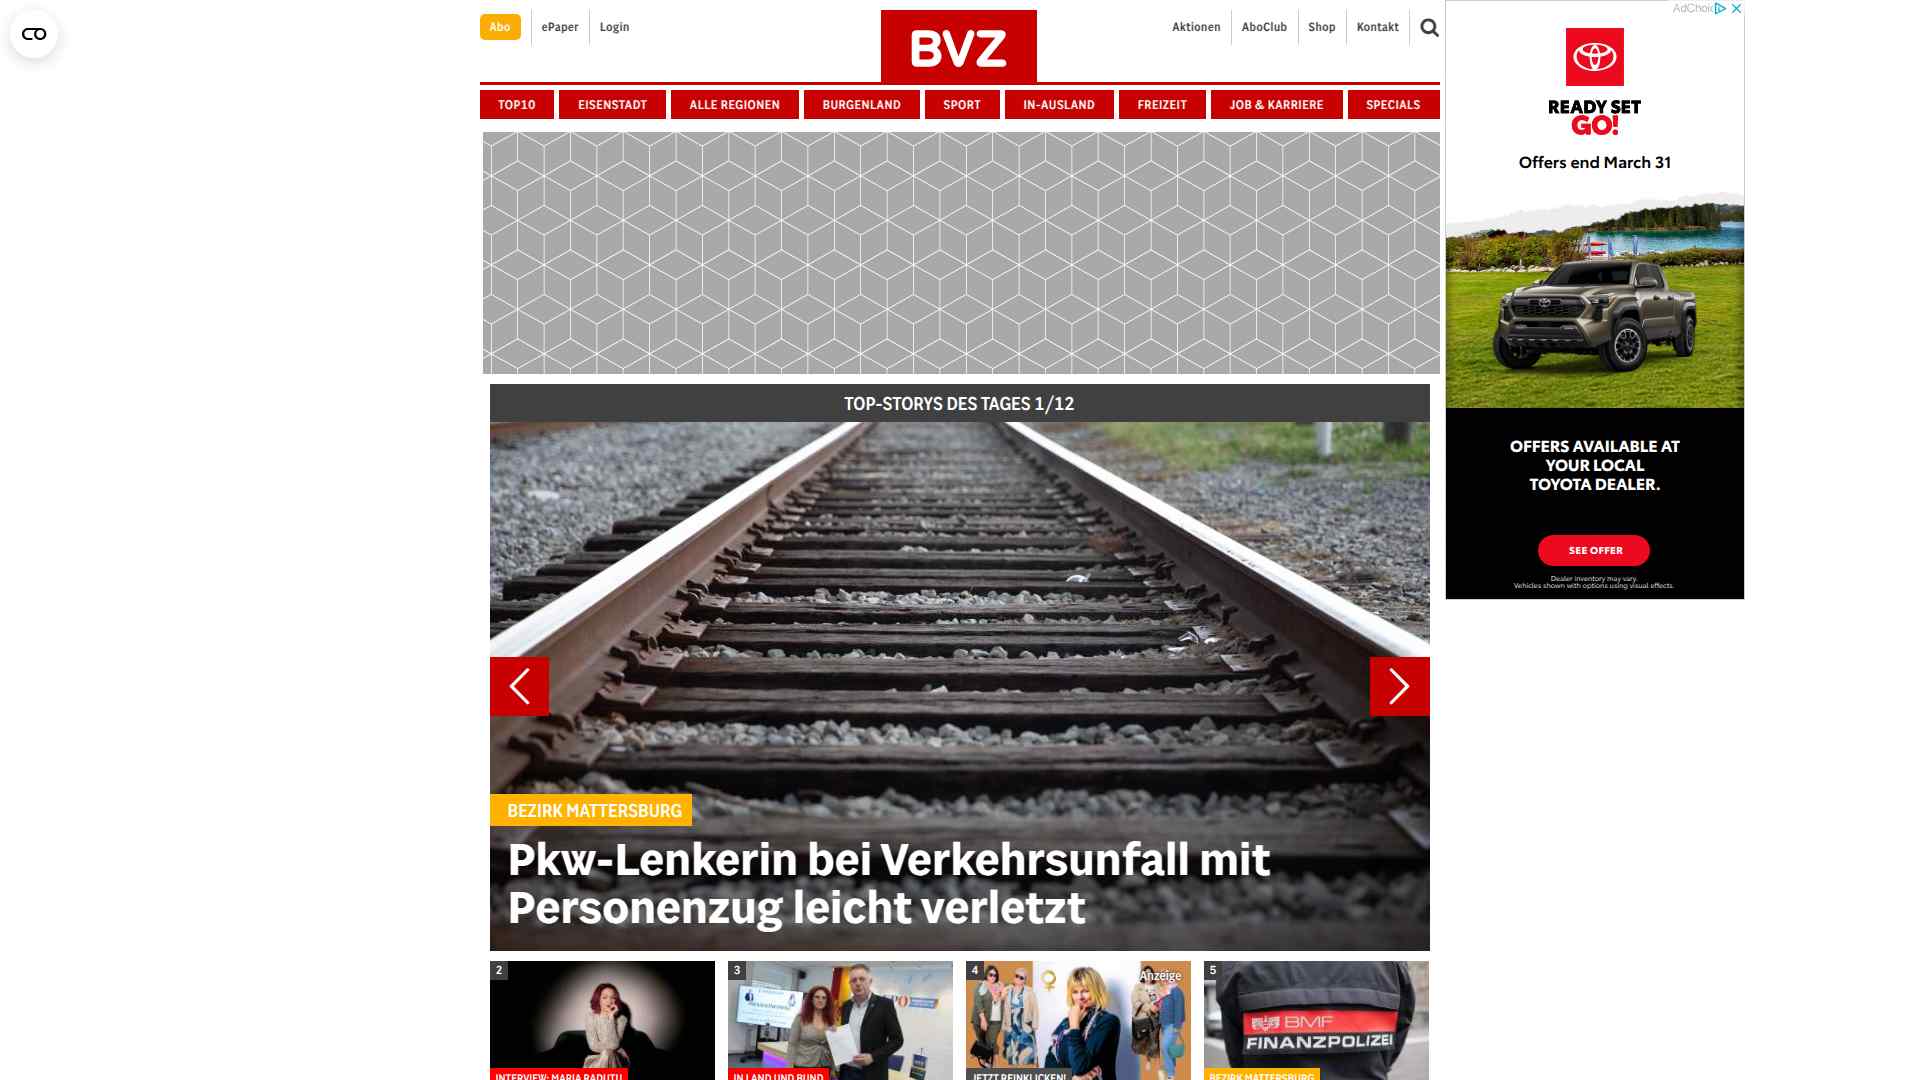 Abo
ePaper
Login
BVZ
Aktionen
AboClub
Shop
Kontakt
TOP10
EISENSTADT
ALLE REGIONEN
BURGENLAND
SPORT
IN-AUSLAND
FREIZEIT
JOB & KARRIERE
SPECIALS
READY SET
GO!
Offers end March 31
OFFERS AVAILABLE AT
YOUR LOCAL
TOYOTA DEALER.
SEE OFFER
Dealer inventory may vary.
Vehicles shown with options using visual effects.
TOP-STORYS DES TAGES 1/12
BEZIRK MATTERSBURG
Pkw-Lenkerin bei Verkehrsunfall mit
Personenzug leicht verletzt
2
INTERVIEW: MARIA RADUTU
3
IN LAND UND BUND
4
Anzeige
JETZT REINKLICKEN!
5
BMF
FINANZPOLIZEI
BEZIRK MATTERSBURG